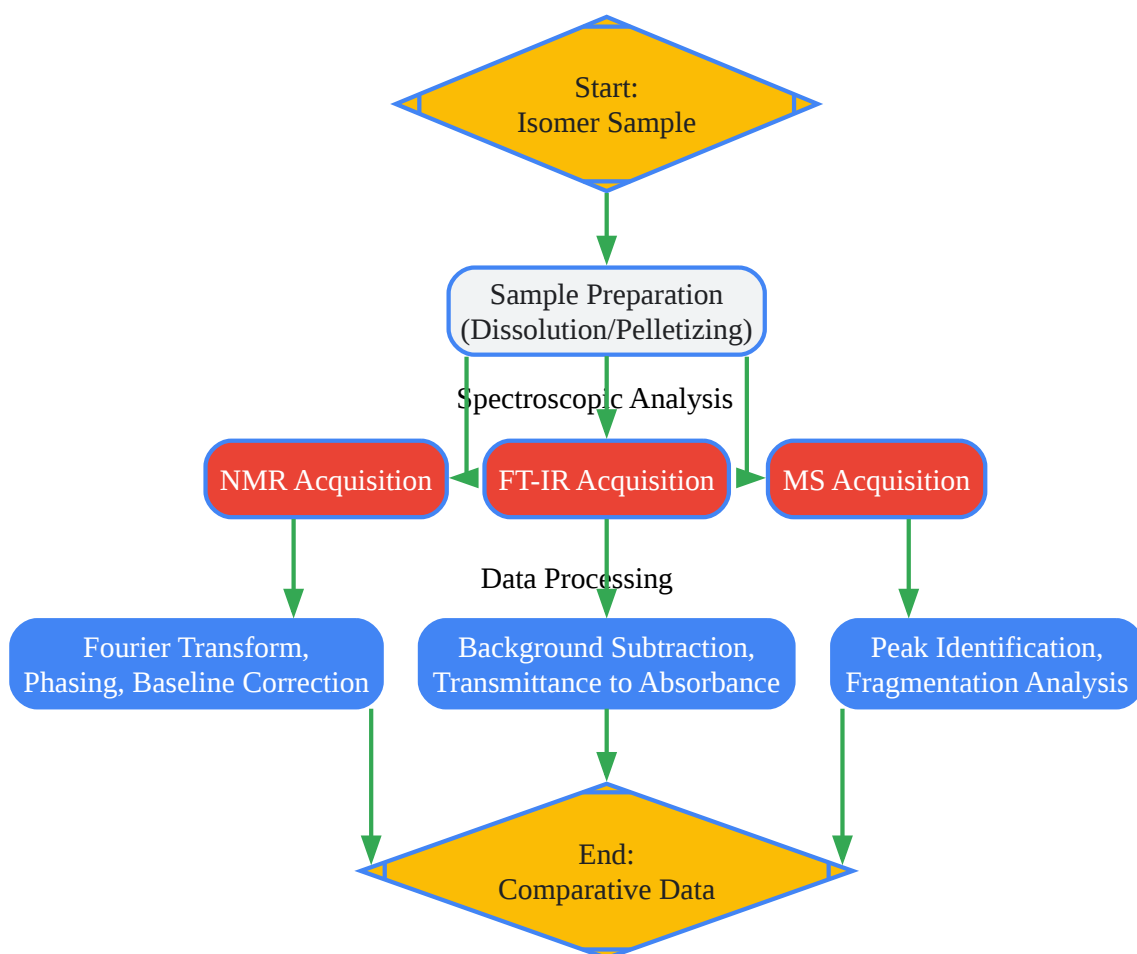 Start:
Isomer Sample
Sample Preparation
(Dissolution/Pelletizing)
Spectroscopic Analysis
NMR Acquisition
FT-IR Acquisition
MS Acquisition
Data Processing
Fourier Transform,
Phasing, Baseline Correction
Background Subtraction,
Transmittance to Absorbance
Peak Identification,
Fragmentation Analysis
End:
Comparative Data